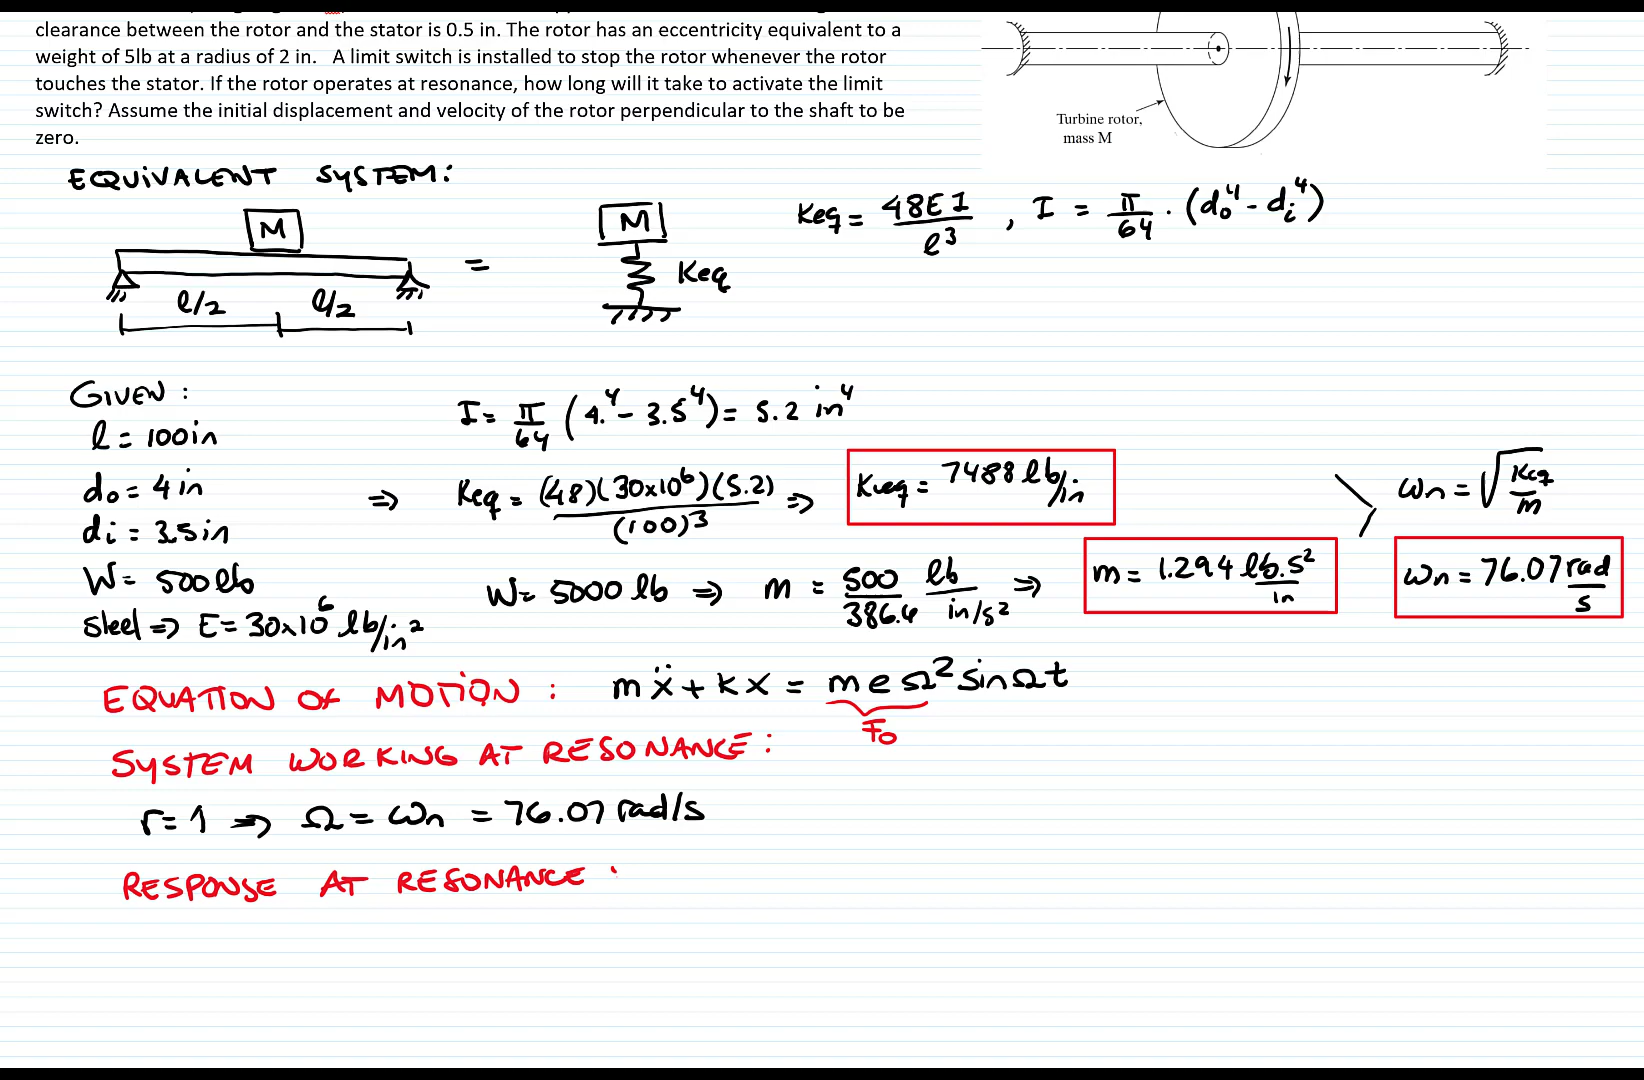 clearance between the rotor and the stator is 0.5 in. The rotor has an eccentricity equivalent to a
weight of 5lb at a radius of 2 in.   A limit switch is installed to stop the rotor whenever the rotor
touches the stator. If the rotor operates at resonance, how long will it take to activate the limit
switch? Assume the initial displacement and velocity of the rotor perpendicular to the shaft to be
zero.
Turbine rotor,
mass M
EQUIVALENT SYSTEM:
M
l/2 l/2
=
M
Keq
Keq = 48EI / l³ , I = π/64 · (do⁴ - di⁴)
GIVEN :
l = 100in
do = 4 in
di = 3.5in
W = 500lb
Steel => E = 30x10⁶ lb/in²
I = π/64 (4.⁴ - 3.5⁴) = 5.2 in⁴
=> Keq = (48)(30x10⁶)(5.2) / (100)³ => Keq = 7488 lb/in
W = 5000 lb => m = 500/386.4 lb / in/s² => m = 1.294 lb.s²/in
ωn = √(Keq/m)
ωn = 76.07 rad/s
EQUATION OF MOTION : mẍ + kx = meΩ² sinΩt
Fo
SYSTEM WORKING AT RESONANCE :
r = 1 => Ω = ωn = 76.07 rad/s
RESPONSE AT RESONANCE